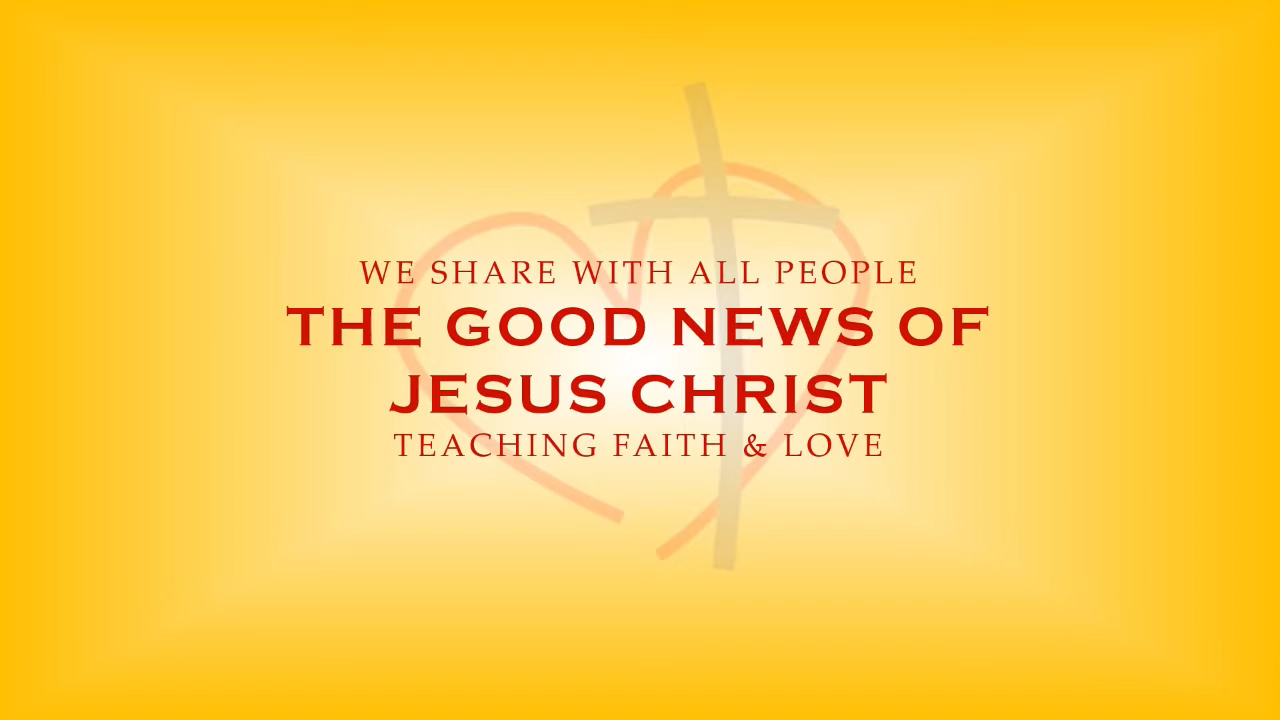 WE SHARE WITH ALL PEOPLE
THE GOOD NEWS OF
JESUS CHRIST
TEACHING FAITH & LOVE